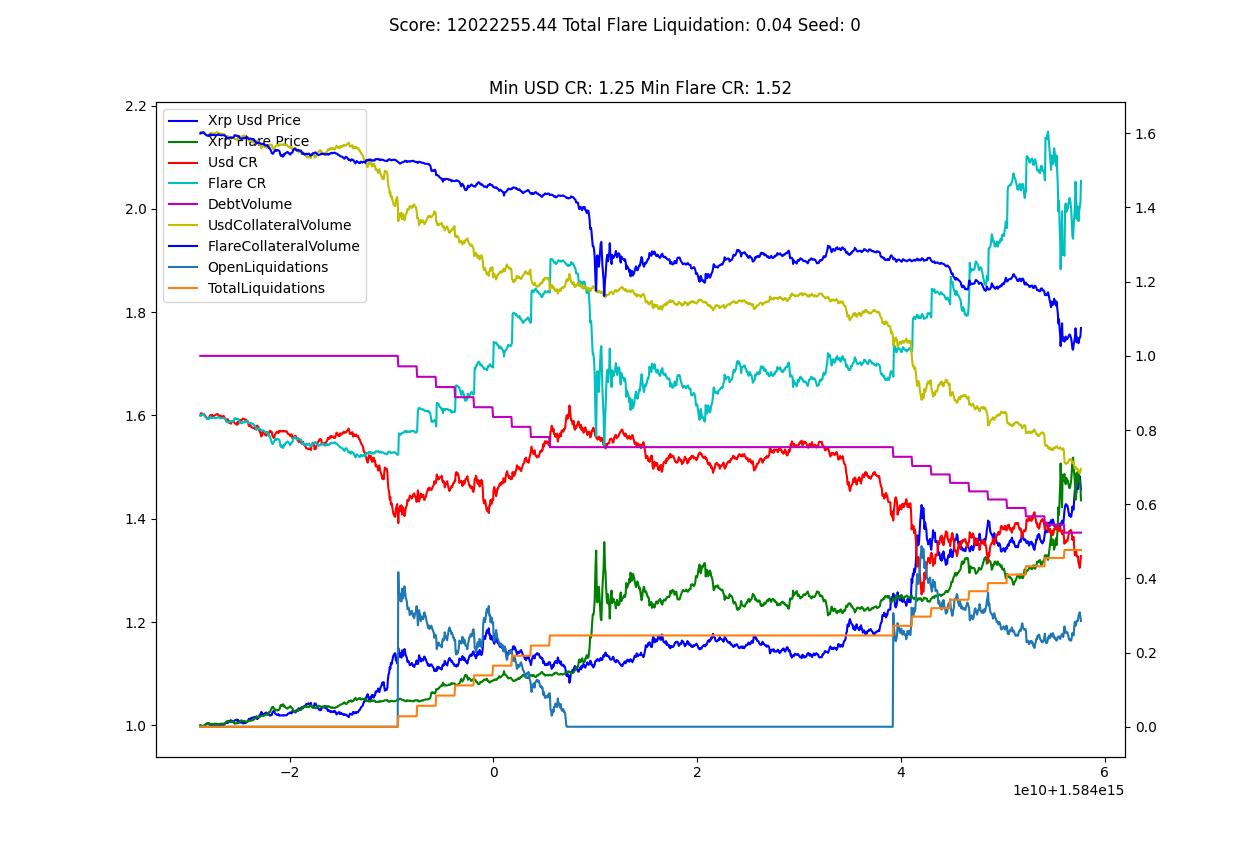 Score: 12022255.44 Total Flare Liquidation: 0.04 Seed: 0
Min USD CR: 1.25 Min Flare CR: 1.52
Xrp Usd Price
Xrp Flare Price
Usd CR
Flare CR
DebtVolume
UsdCollateralVolume
FlareCollateralVolume
OpenLiquidations
TotalLiquidations
2.2
2.0
1.8
1.6
1.4
1.2
1.0
1.6
1.4
1.2
1.0
0.8
0.6
0.4
0.2
0.0
−2 0 2 4 6
1e10+1.584e15